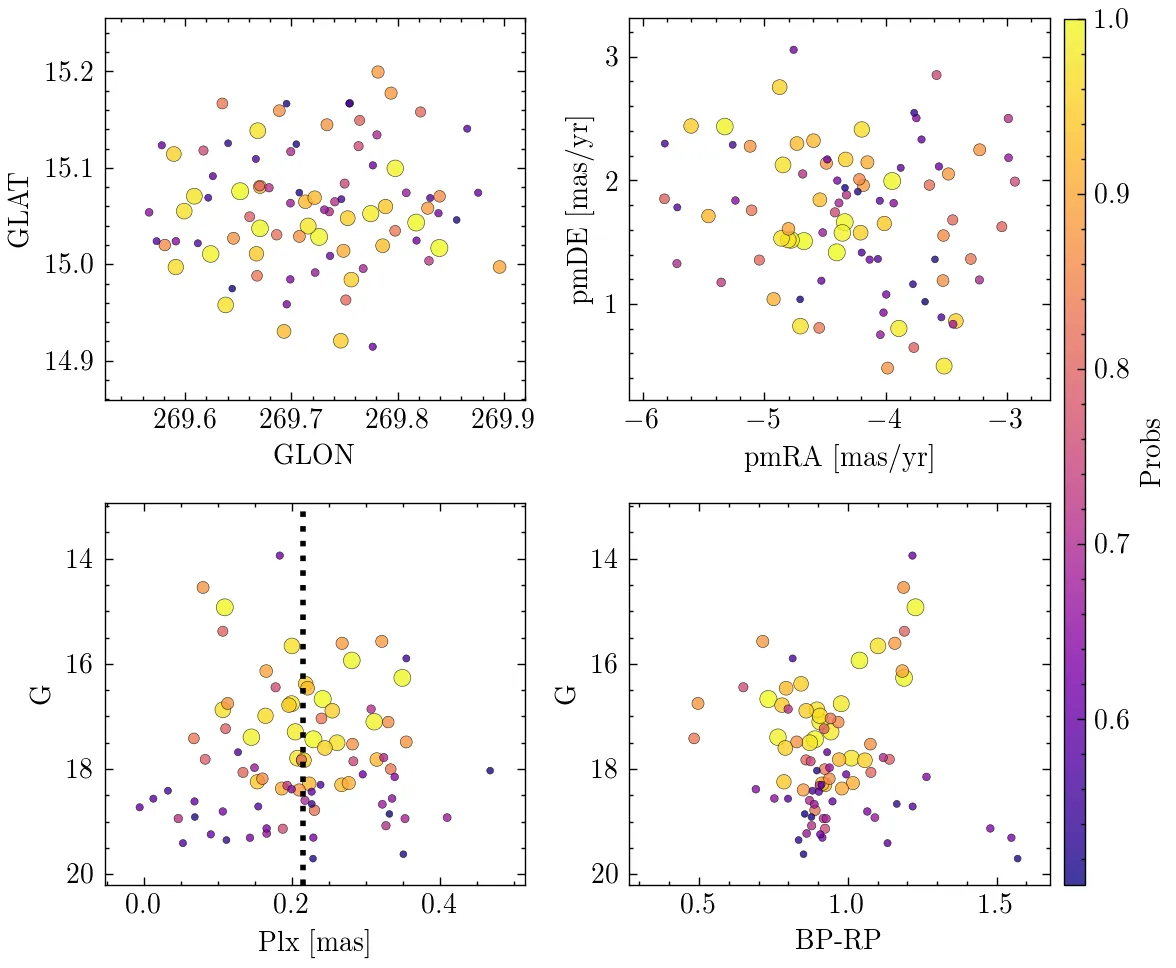 15.2
15.1
15.0
14.9
GLAT
269.6 269.7 269.8 269.9
GLON
3
2
1
pmDE [mas/yr]
−6 −5 −4 −3
pmRA [mas/yr]
1.0
0.9
0.8
0.7
0.6
Probs
14
16
18
20
G
0.0 0.2 0.4
Plx [mas]
14
16
18
20
G
0.5 1.0 1.5
BP-RP